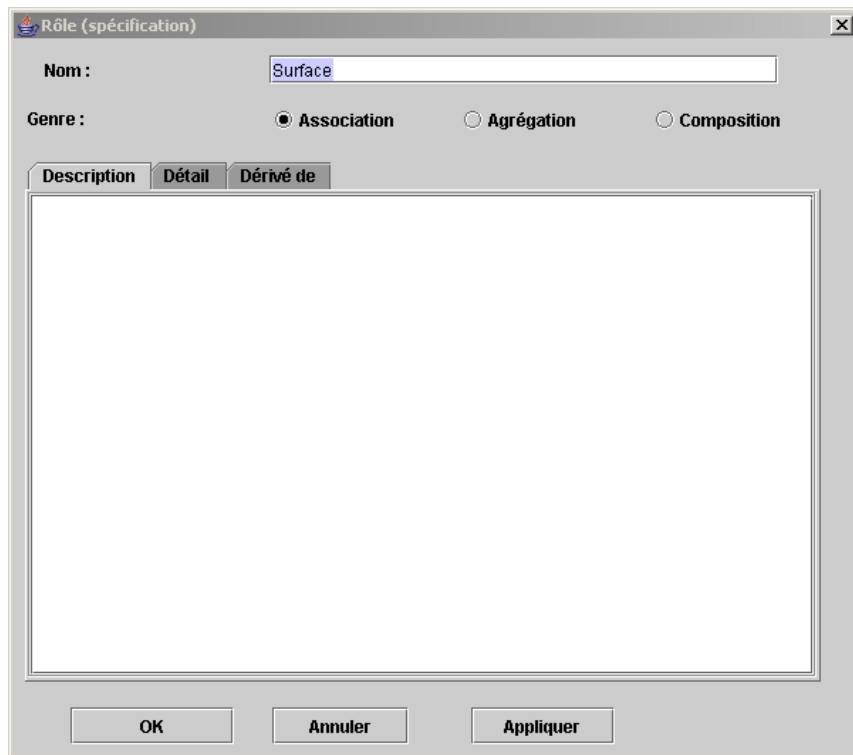 Rôle (spécification)
Nom :
Surface
Genre :
Association
Agrégation
Composition
Description
Détail
Dérivé de
OK
Annuler
Appliquer